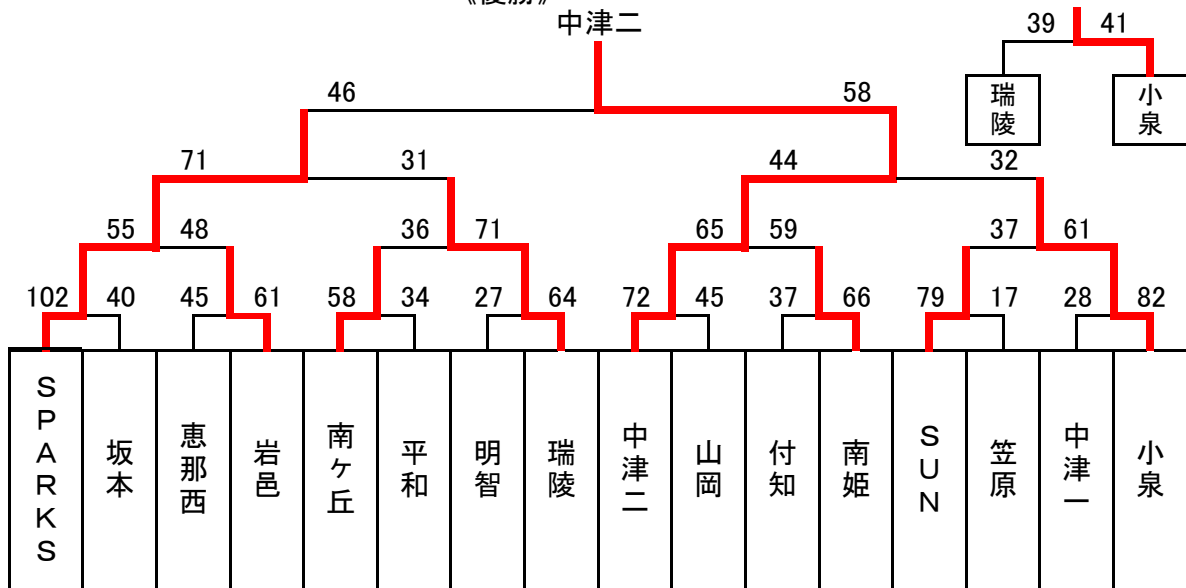 《優勝》
中津二
39 41
瑞陵 小泉
46 58
71 31 44 32
55 48 36 71 65 59 37 61
102 40 45 61 58 34 27 64 72 45 37 66 79 17 28 82
SPARKS
坂本
恵那西
岩邑
南ヶ丘
平和
明智
瑞陵
中津二
山岡
付知
南姫
SUN
笠原
中津一
小泉